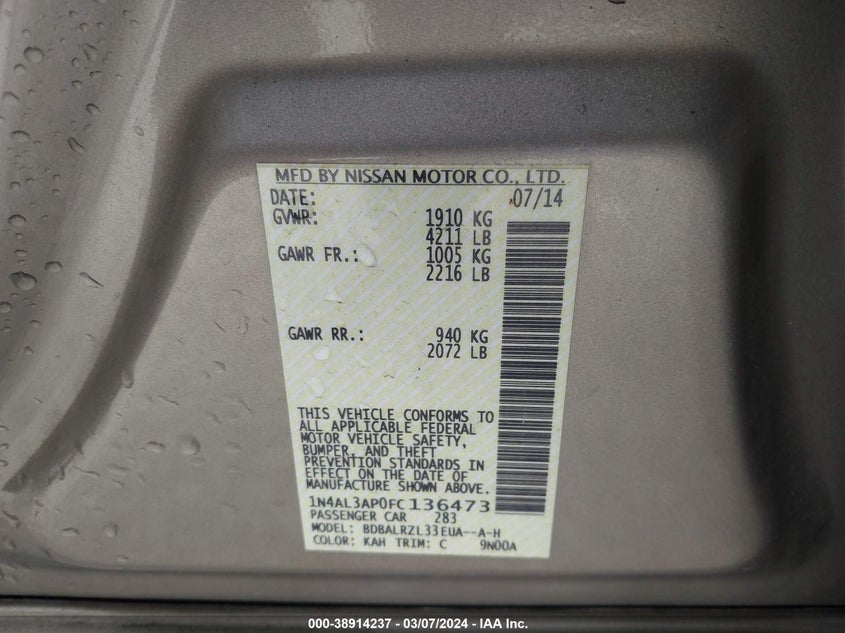 MFD BY NISSAN MOTOR CO., LTD.
DATE: 07/14
GVWR: 1910 KG
4211 LB
GAWR FR.: 1005 KG
2216 LB
GAWR RR.: 940 KG
2072 LB
THIS VEHICLE CONFORMS TO
ALL APPLICABLE FEDERAL
MOTOR VEHICLE SAFETY,
BUMPER, AND THEFT
PREVENTION STANDARDS IN
EFFECT ON THE DATE OF
MANUFACTURE SHOWN ABOVE.
1N4AL3AP0FC136473
PASSENGER CAR 283
MODEL: BDBALRZL33EUA--A-H
COLOR: KAH TRIM: C 9N00A
000-38914237 - 03/07/2024 - IAA Inc.